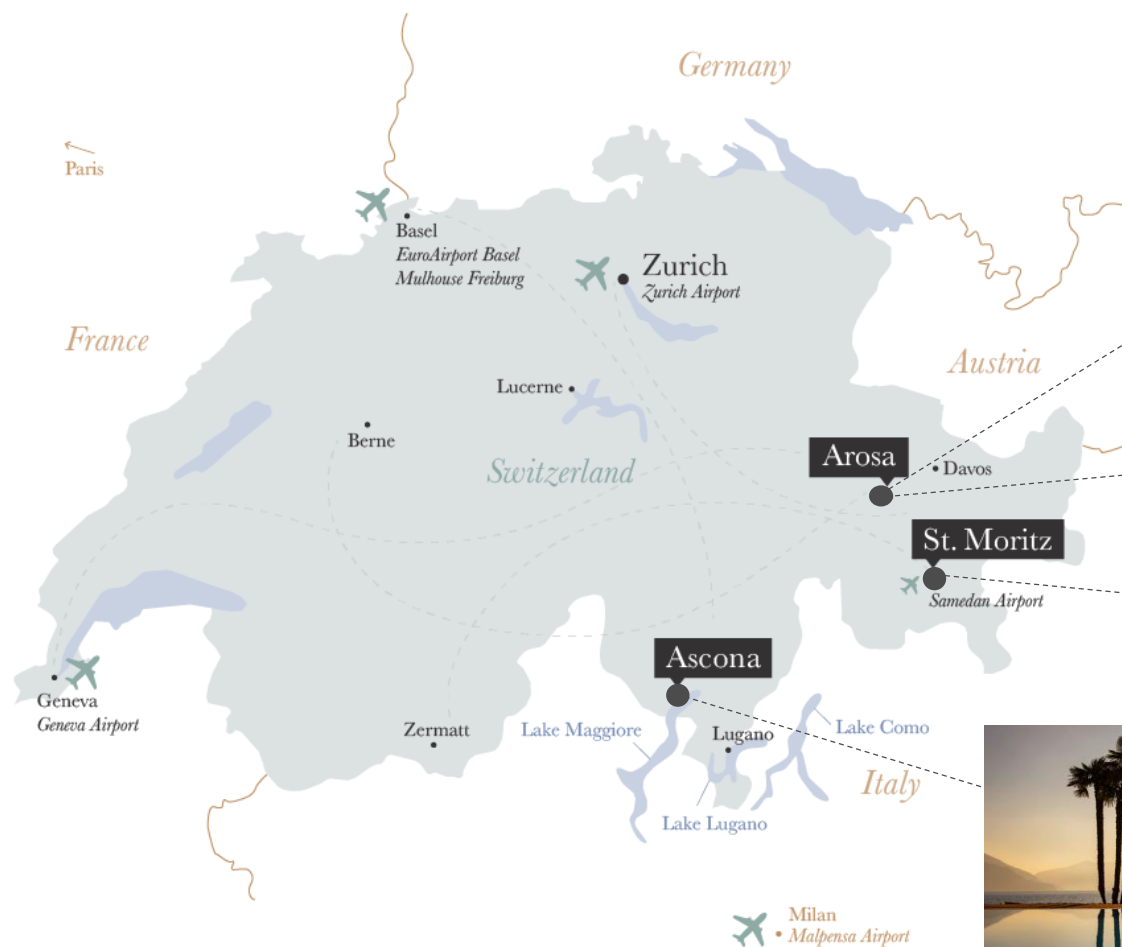 Germany
Paris
Basel
EuroAirport Basel
Mulhouse Freiburg
Zurich
Zurich Airport
France
Austria
Lucerne
Berne
Switzerland
Arosa
Davos
St. Moritz
Samedan Airport
Ascona
Geneva
Geneva Airport
Zermatt
Lake Maggiore
Lugano
Lake Como
Italy
Lake Lugano
Milan
Malpensa Airport